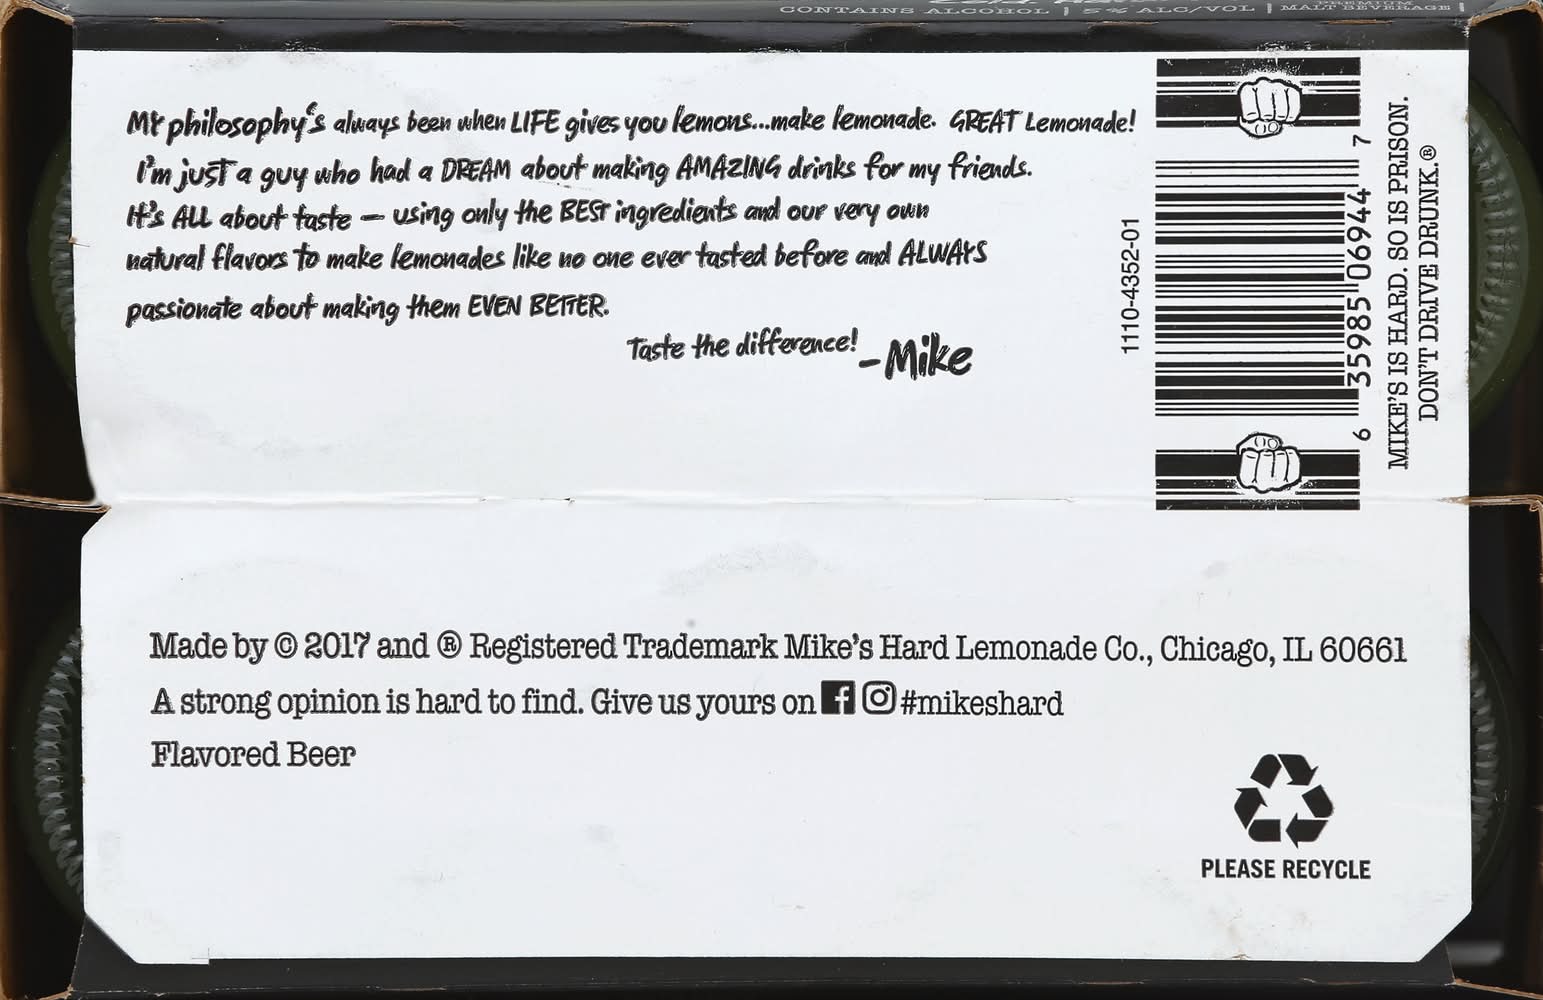 CONTAINS ALCOHOL | 5% ALC/VOL | PREMIUM MALT BEVERAGE |
My philosophy's always been when LIFE gives you lemons...make lemonade. GREAT Lemonade!
I'm just a guy who had a DREAM about making AMAZING drinks for my friends.
It's ALL about taste – using only the BEST ingredients and our very own
natural flavors to make lemonades like no one ever tasted before and ALWAYS
passionate about making them EVEN BETTER.
Taste the difference!
–Mike
1110-4352-01
6 35985 06944 7
MIKE'S IS HARD. SO IS PRISON.
DON'T DRIVE DRUNK.®
Made by © 2017 and ® Registered Trademark Mike's Hard Lemonade Co., Chicago, IL 60661
A strong opinion is hard to find. Give us yours on #mikeshard
Flavored Beer
PLEASE RECYCLE